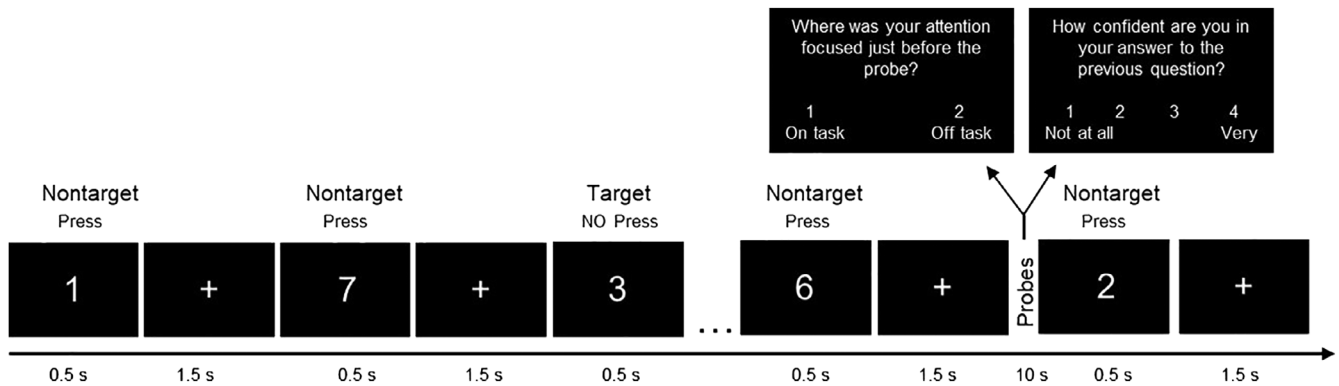 Where was your attention
focused just before the
probe?
1 2
On task Off task
How confident are you in
your answer to the
previous question?
1 2 3 4
Not at all Very
Nontarget Nontarget Target Nontarget Nontarget
Press Press NO Press Press Press
1 + 7 + 3 ... 6 + Probes 2 +
0.5 s 1.5 s 0.5 s 1.5 s 0.5 s 0.5 s 1.5 s 10 s 0.5 s 1.5 s